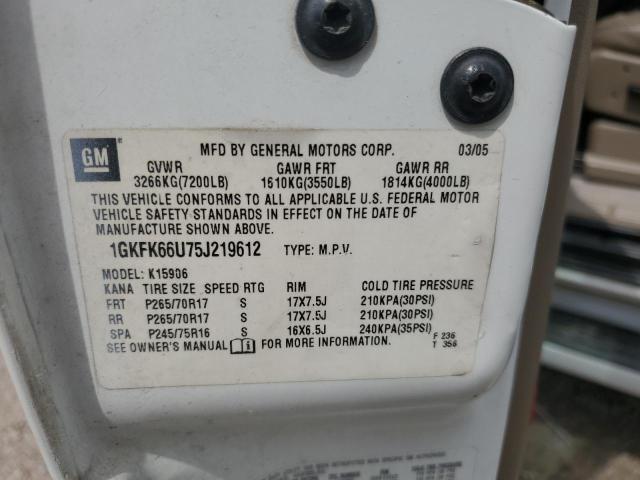 GM
MFD BY GENERAL MOTORS CORP. 03/05
GVWR GAWR FRT GAWR RR
3266KG(7200LB) 1610KG(3550LB) 1814KG(4000LB)
THIS VEHICLE CONFORMS TO ALL APPLICABLE U.S. FEDERAL MOTOR
VEHICLE SAFETY STANDARDS IN EFFECT ON THE DATE OF
MANUFACTURE SHOWN ABOVE.
1GKFK66U75J219612 TYPE: M.P.V.
MODEL: K15906
KANA TIRE SIZE SPEED RTG RIM COLD TIRE PRESSURE
FRT P265/70R17 S 17X7.5J 210KPA(30PSI)
RR P265/70R17 S 17X7.5J 210KPA(30PSI)
SPA P245/75R16 S 16X6.5J 240KPA(35PSI)
SEE OWNER'S MANUAL FOR MORE INFORMATION. F 236
T 356